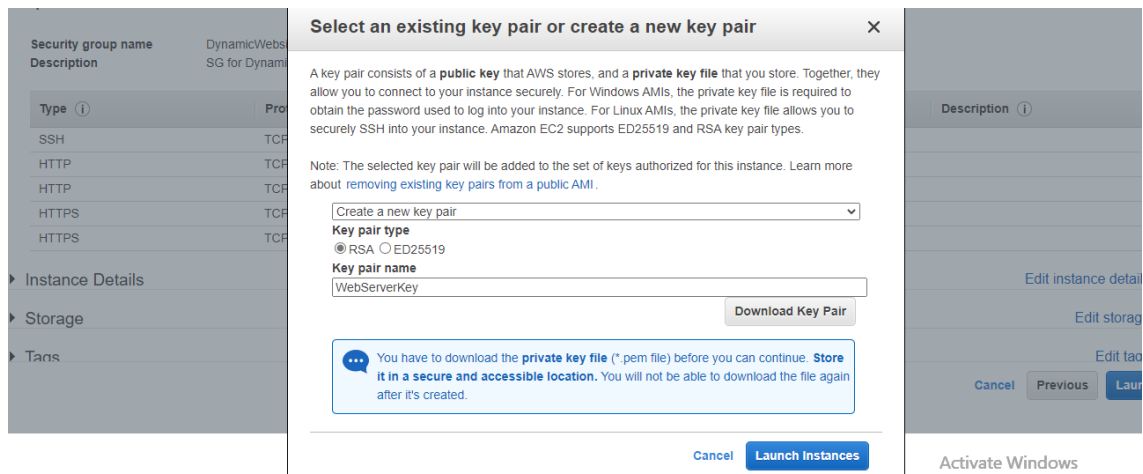 Select an existing key pair or create a new key pair
Security group name
DynamicWebsi
Description
SG for Dynami
Type
Pro
Description
SSH
TCP
HTTP
TCP
HTTP
TCP
HTTPS
TCP
HTTPS
TCP
A key pair consists of a public key that AWS stores, and a private key file that you store. Together, they
allow you to connect to your instance securely. For Windows AMIs, the private key file is required to
obtain the password used to log into your instance. For Linux AMIs, the private key file allows you to
securely SSH into your instance. Amazon EC2 supports ED25519 and RSA key pair types.
Note: The selected key pair will be added to the set of keys authorized for this instance. Learn more
about removing existing key pairs from a public AMI .
Create a new key pair
Key pair type
RSA ED25519
Key pair name
WebServerKey
Download Key Pair
You have to download the private key file (*.pem file) before you can continue. Store
it in a secure and accessible location. You will not be able to download the file again
after it's created.
Cancel Launch Instances
Instance Details
Edit instance detail
Storage
Edit storag
Tags
Edit tag
Cancel Previous Laun
Activate Windows